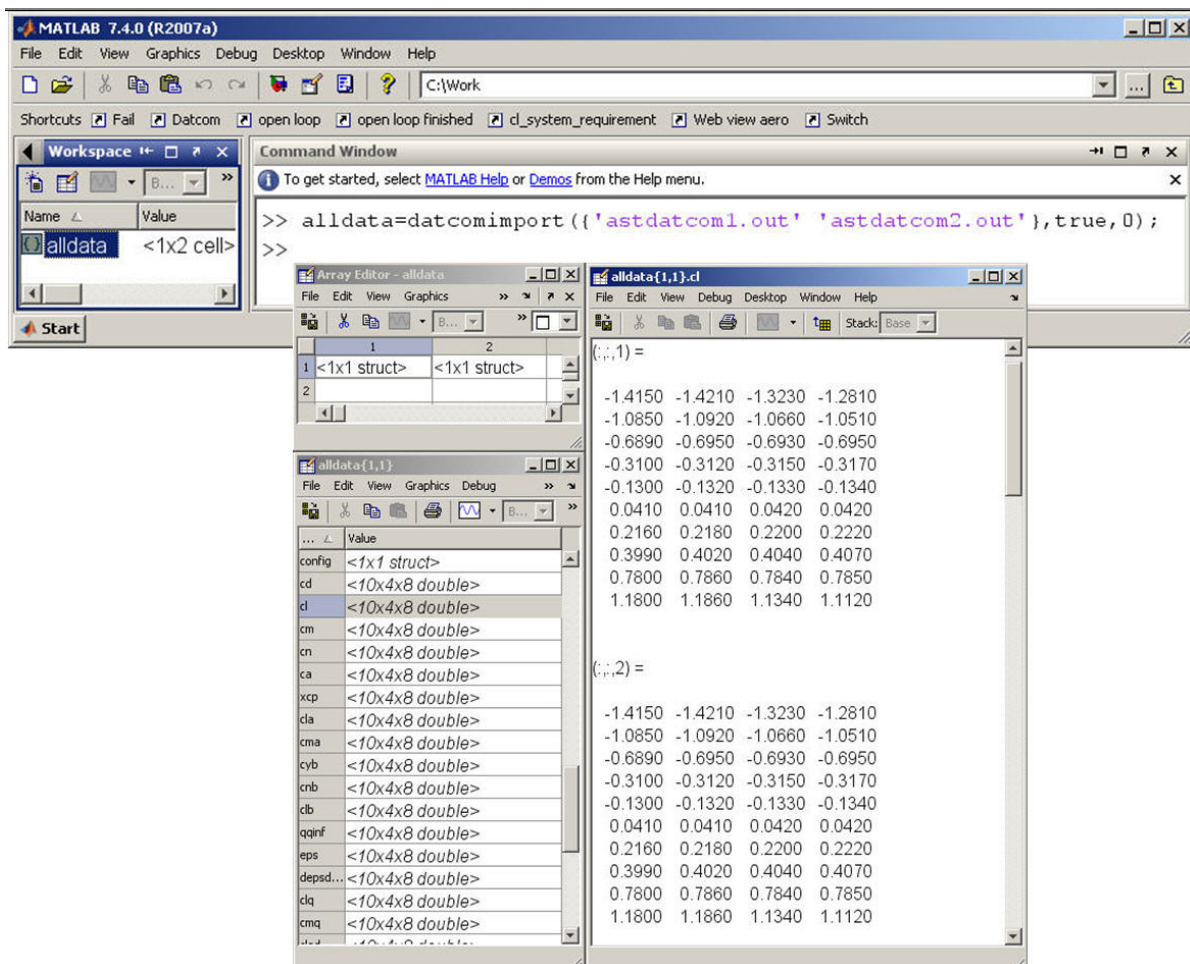 MATLAB 7.4.0 (R2007a)
File Edit View Graphics Debug Desktop Window Help
C:\Work
Shortcuts Fail Datcom open loop open loop finished cl_system_requirement Web view aero Switch
Workspace
B...
Name Value
alldata <1x2 cell>
Start
Command Window
To get started, select MATLAB Help or Demos from the Help menu.
>> alldata=datcomimport({'astdatcom1.out' 'astdatcom2.out'},true,0);
>>
Array Editor - alldata
File Edit View Graphics
B...
1 2
1 <1x1 struct> <1x1 struct>
2
alldata{1,1}
File Edit View Graphics Debug
B...
... Value
config <1x1 struct>
cd <10x4x8 double>
cl <10x4x8 double>
cm <10x4x8 double>
cn <10x4x8 double>
ca <10x4x8 double>
xcp <10x4x8 double>
cla <10x4x8 double>
cma <10x4x8 double>
cyb <10x4x8 double>
cnb <10x4x8 double>
clb <10x4x8 double>
qqinf <10x4x8 double>
eps <10x4x8 double>
depsd... <10x4x8 double>
clq <10x4x8 double>
cmq <10x4x8 double>
alldata{1,1}.cl
File Edit View Debug Desktop Window Help
Stack: Base
(:,:,1) =
-1.4150 -1.4210 -1.3230 -1.2810
-1.0850 -1.0920 -1.0660 -1.0510
-0.6890 -0.6950 -0.6930 -0.6950
-0.3100 -0.3120 -0.3150 -0.3170
-0.1300 -0.1320 -0.1330 -0.1340
0.0410 0.0410 0.0420 0.0420
0.2160 0.2180 0.2200 0.2220
0.3990 0.4020 0.4040 0.4070
0.7800 0.7860 0.7840 0.7850
1.1800 1.1860 1.1340 1.1120
(:,:,2) =
-1.4150 -1.4210 -1.3230 -1.2810
-1.0850 -1.0920 -1.0660 -1.0510
-0.6890 -0.6950 -0.6930 -0.6950
-0.3100 -0.3120 -0.3150 -0.3170
-0.1300 -0.1320 -0.1330 -0.1340
0.0410 0.0410 0.0420 0.0420
0.2160 0.2180 0.2200 0.2220
0.3990 0.4020 0.4040 0.4070
0.7800 0.7860 0.7840 0.7850
1.1800 1.1860 1.1340 1.1120